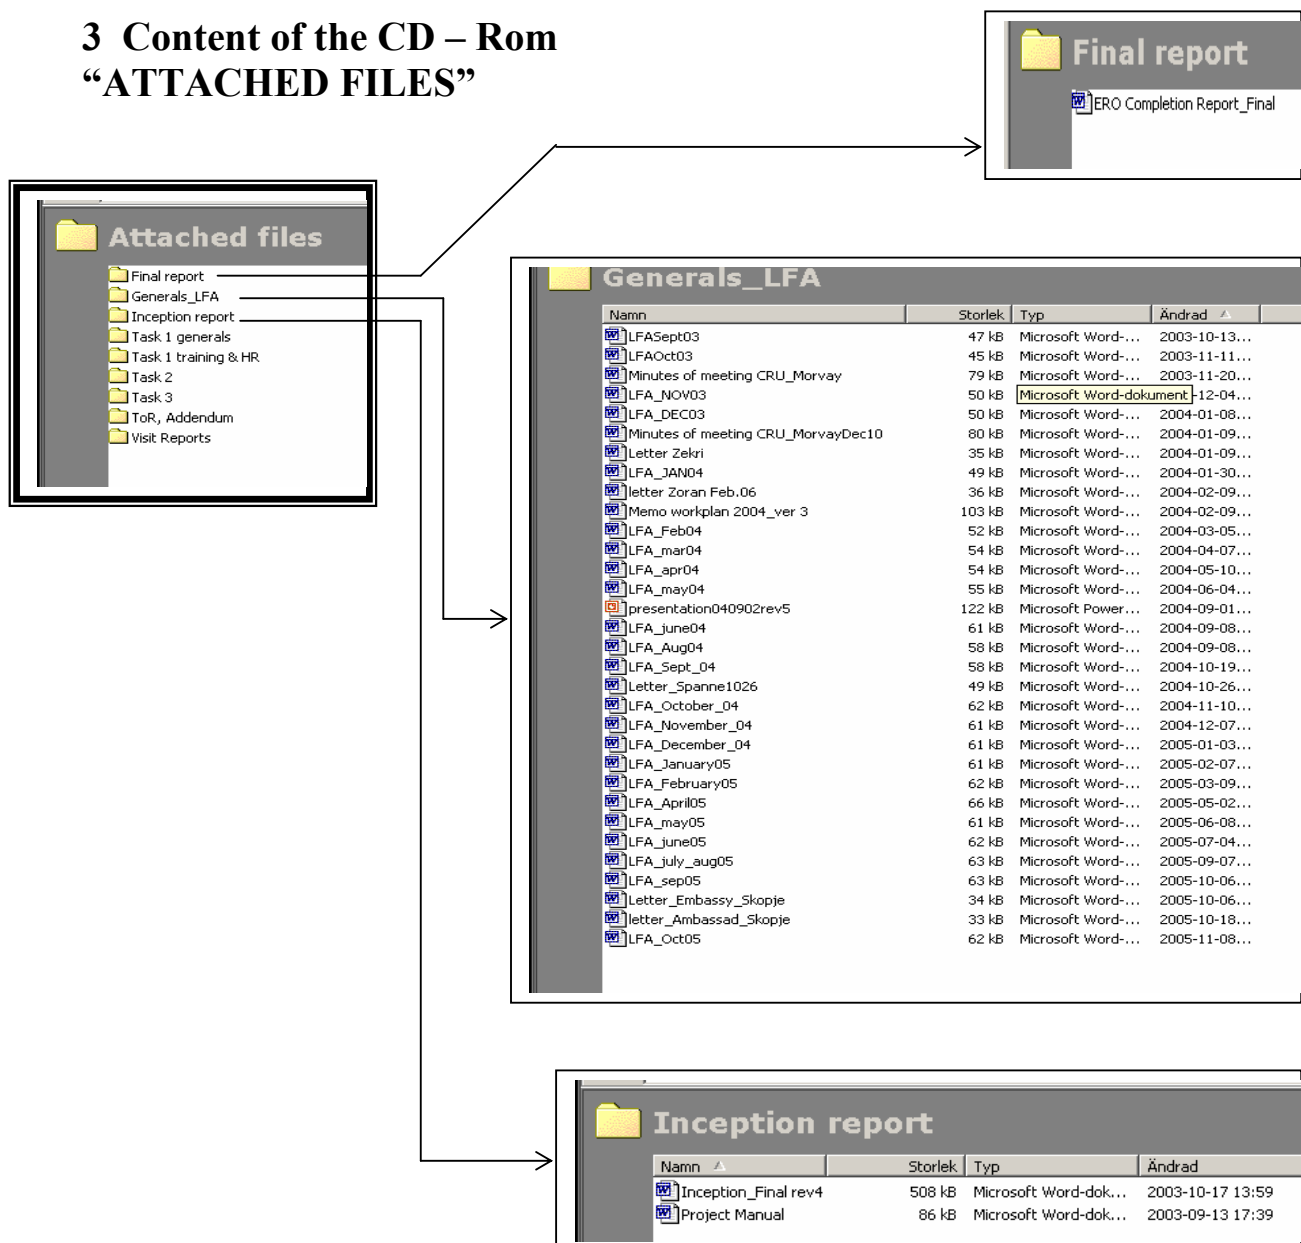 3 Content of the CD – Rom
“ATTACHED FILES”
Final report
ERO Completion Report_Final
Attached files
Final report
Generals_LFA
Inception report
Task 1 generals
Task 1 training & HR
Task 2
Task 3
ToR, Addendum
Visit Reports
Generals_LFA
Namn Storlek Typ Ändrad
LFASept03 47 kB Microsoft Word-... 2003-10-13...
LFAOct03 45 kB Microsoft Word-... 2003-11-11...
Minutes of meeting CRU_Morvay 79 kB Microsoft Word-... 2003-11-20...
LFA_NOV03 50 kB Microsoft Word-dokument -12-04...
LFA_DEC03 50 kB Microsoft Word-... 2004-01-08...
Minutes of meeting CRU_MorvayDec10 80 kB Microsoft Word-... 2004-01-09...
Letter Zekri 35 kB Microsoft Word-... 2004-01-09...
LFA_JAN04 49 kB Microsoft Word-... 2004-01-30...
letter Zoran Feb.06 36 kB Microsoft Word-... 2004-02-09...
Memo workplan 2004_ver 3 103 kB Microsoft Word-... 2004-02-09...
LFA_Feb04 52 kB Microsoft Word-... 2004-03-05...
LFA_mar04 54 kB Microsoft Word-... 2004-04-07...
LFA_apr04 54 kB Microsoft Word-... 2004-05-10...
LFA_may04 55 kB Microsoft Word-... 2004-06-04...
presentation040902rev5 122 kB Microsoft Power... 2004-09-01...
LFA_june04 61 kB Microsoft Word-... 2004-09-08...
LFA_Aug04 58 kB Microsoft Word-... 2004-09-08...
LFA_Sept_04 58 kB Microsoft Word-... 2004-10-19...
Letter_Spanne1026 49 kB Microsoft Word-... 2004-10-26...
LFA_October_04 62 kB Microsoft Word-... 2004-11-10...
LFA_November_04 61 kB Microsoft Word-... 2004-12-07...
LFA_December_04 61 kB Microsoft Word-... 2005-01-03...
LFA_January05 61 kB Microsoft Word-... 2005-02-07...
LFA_February05 62 kB Microsoft Word-... 2005-03-09...
LFA_April05 66 kB Microsoft Word-... 2005-05-02...
LFA_may05 61 kB Microsoft Word-... 2005-06-08...
LFA_june05 62 kB Microsoft Word-... 2005-07-04...
LFA_july_aug05 63 kB Microsoft Word-... 2005-09-07...
LFA_sep05 63 kB Microsoft Word-... 2005-10-06...
Letter_Embassy_Skopje 34 kB Microsoft Word-... 2005-10-06...
letter_Ambassad_Skopje 33 kB Microsoft Word-... 2005-10-18...
LFA_Oct05 62 kB Microsoft Word-... 2005-11-08...
Inception report
Namn Storlek Typ Ändrad
Inception_Final rev4 508 kB Microsoft Word-dok... 2003-10-17 13:59
Project Manual 86 kB Microsoft Word-dok... 2003-09-13 17:39